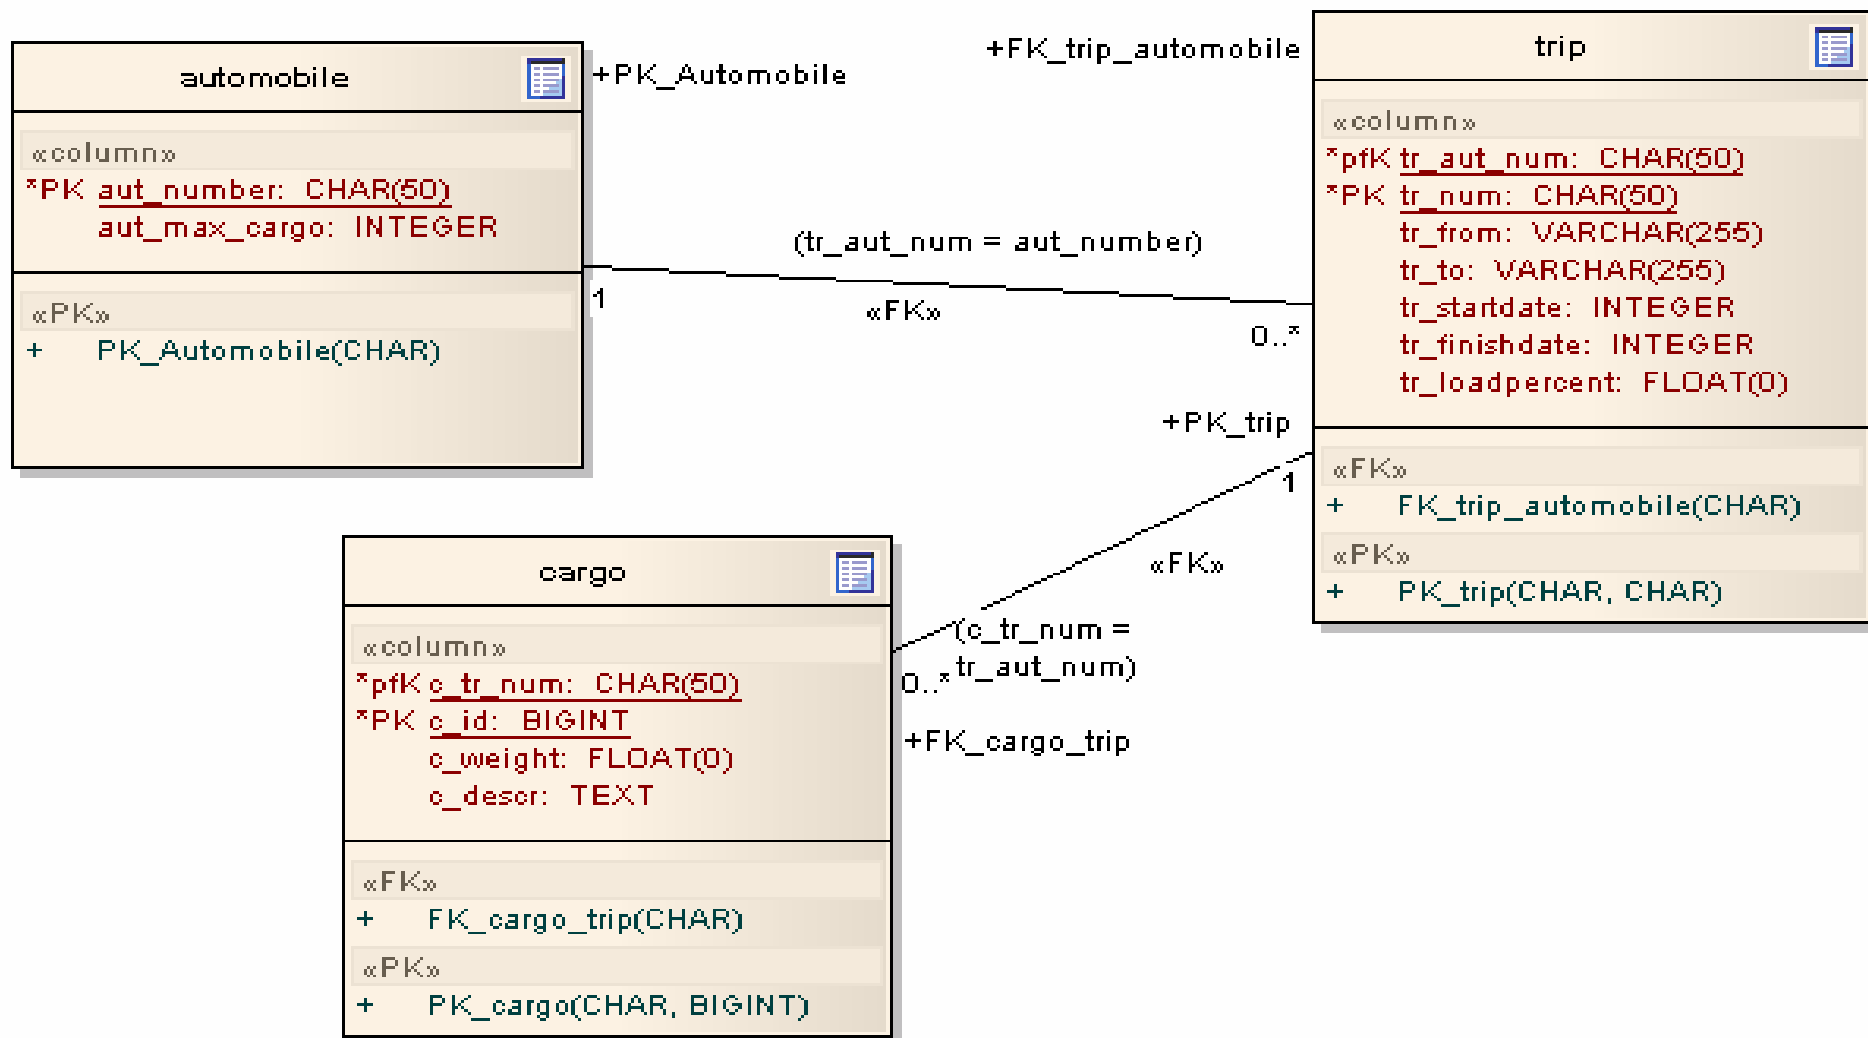 automobile
«column»
*PK aut_number: CHAR(50)
aut_max_cargo: INTEGER
«PK»
+ PK_Automobile(CHAR)
+PK_Automobile
+FK_trip_automobile
(tr_aut_num = aut_number)
1
«FK»
0..*
trip
«column»
*pfK tr_aut_num: CHAR(50)
*PK tr_num: CHAR(50)
tr_from: VARCHAR(255)
tr_to: VARCHAR(255)
tr_startdate: INTEGER
tr_finishdate: INTEGER
tr_loadpercent: FLOAT(0)
«FK»
+ FK_trip_automobile(CHAR)
«PK»
+ PK_trip(CHAR, CHAR)
+PK_trip
1
«FK»
(c_tr_num =
tr_aut_num)
0..*
+FK_cargo_trip
cargo
«column»
*pfK c_tr_num: CHAR(50)
*PK c_id: BIGINT
c_weight: FLOAT(0)
c_descr: TEXT
«FK»
+ FK_cargo_trip(CHAR)
«PK»
+ PK_cargo(CHAR, BIGINT)